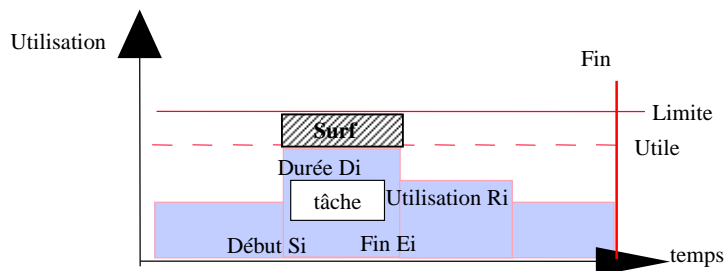 Utilisation
Fin
Limite
Surf
Utile
Durée Di
tâche
Utilisation Ri
Début Si
Fin Ei
temps